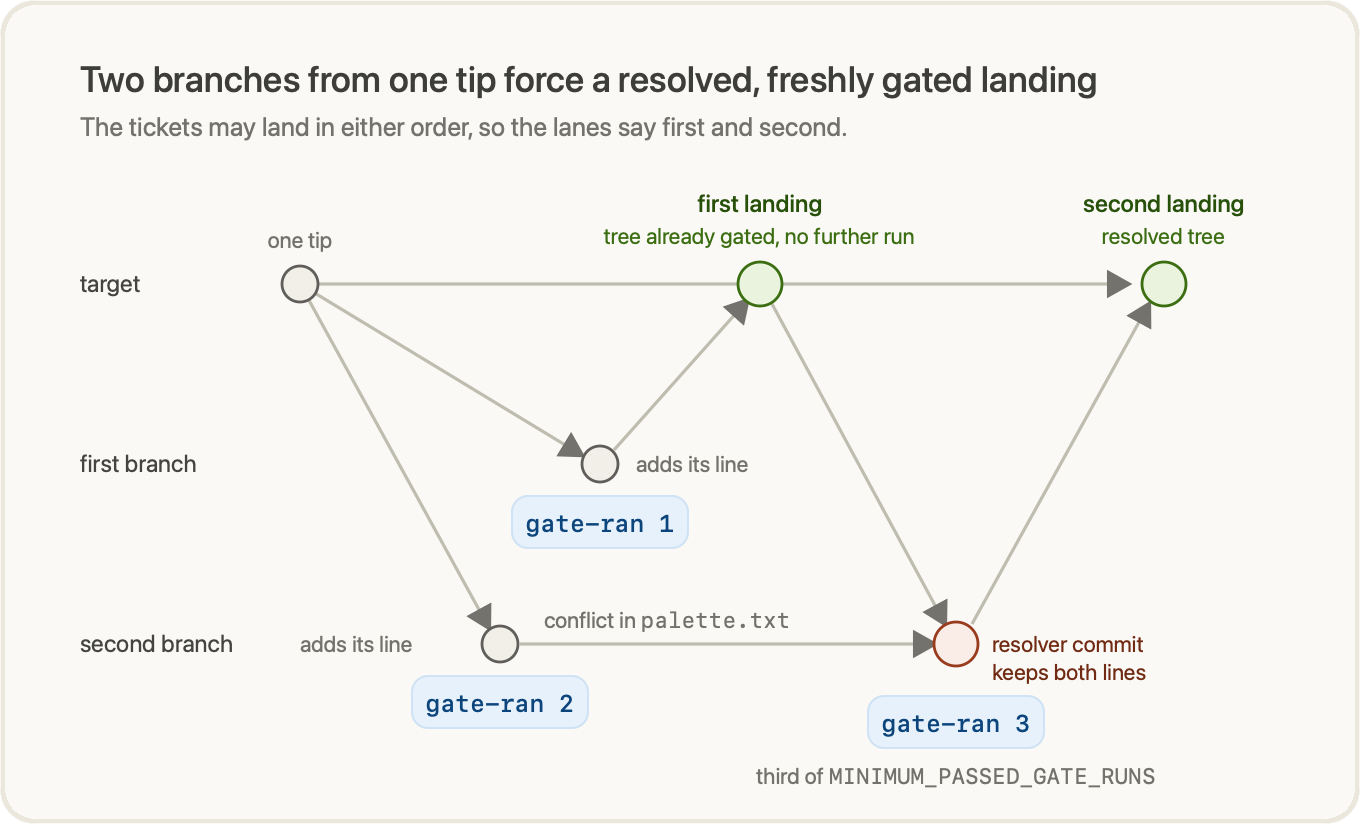 Two branches from one tip force a resolved, freshly gated landing
The tickets may land in either order, so the lanes say first and second.
first landing
second landing
one tip
tree already gated, no further run
resolved tree
target
first branch
adds its line
gate-ran 1
conflict in palette.txt
second branch
adds its line
resolver commit
keeps both lines
gate-ran 2
gate-ran 3
third of MINIMUM_PASSED_GATE_RUNS